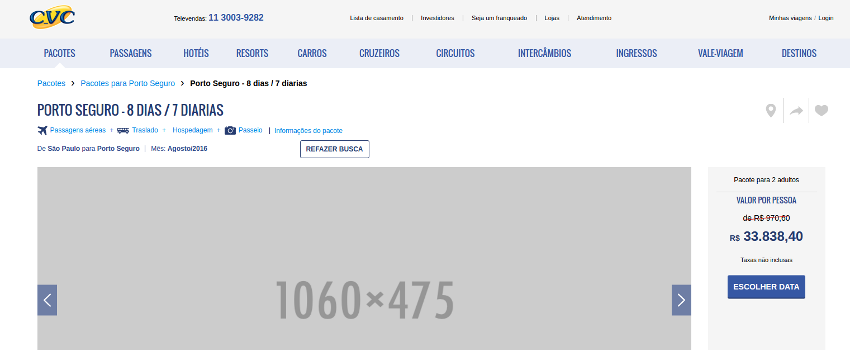 CVC
Televendas: 11 3003-9282
Lista de casamento | Investidores | Seja um franqueado | Lojas | Atendimento
Minhas viagens / Login
PACOTES PASSAGENS HOTÉIS RESORTS CARROS CRUZEIROS CIRCUITOS INTERCÂMBIOS INGRESSOS VALE-VIAGEM DESTINOS
Pacotes > Pacotes para Porto Seguro > Porto Seguro - 8 dias / 7 diarias
PORTO SEGURO - 8 DIAS / 7 DIARIAS
Passagens aéreas + Traslado + Hospedagem + Passeio | Informações do pacote
De São Paulo para Porto Seguro | Mês: Agosto/2016
REFAZER BUSCA
1060×475
Pacote para 2 adultos
VALOR POR PESSOA
de R$ 970,60
R$ 33.838,40
Taxas não inclusas
ESCOLHER DATA